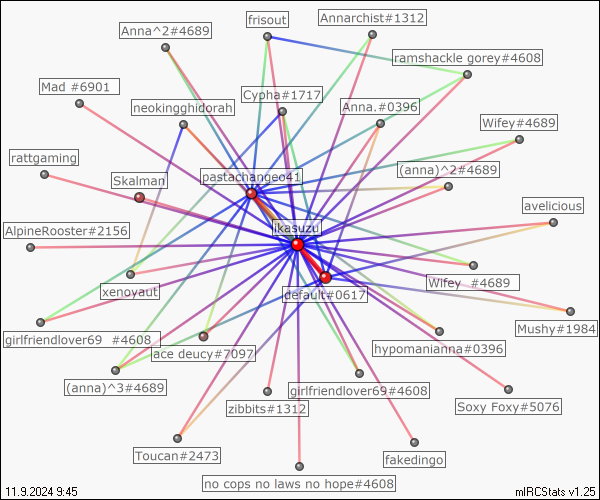 frisout
Annarchist#1312
Anna^2#4689
ramshackle gorey#4608
Mad #6901
Cypha#1717
neokingghidorah
Anna.#0396
Wifey#4689
rattgaming
(anna)^2#4689
pastachangeo41
Skalman
avelicious
ikasuzu
AlpineRooster#2156
Wifey #4689
xenovaut
default#0617
Mushy#1984
girlfriendlover69 #4608
hypomanianna#0396
ace deucy#7097
(anna)^3#4689
girlfriendlover69#4608
zibbits#1312
Soxy Foxy#5076
Toucan#2473
fakedingo
no cops no laws no hope#4608
11.9.2024 9:45
mIRCStats v1.25